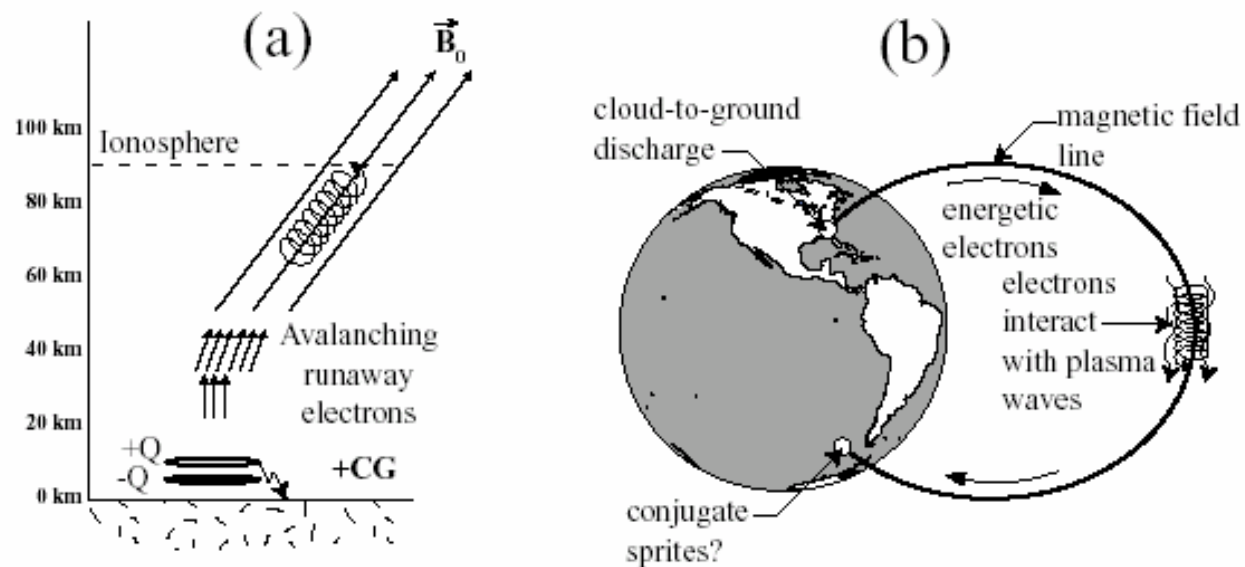 (a)
B₀
100 km
Ionosphere
80 km
60 km
40 km
Avalanching
runaway
electrons
20 km
+Q
-Q
+CG
0 km
(b)
cloud-to-ground
discharge
magnetic field
line
energetic
electrons
electrons
interact
with plasma
waves
conjugate
sprites?